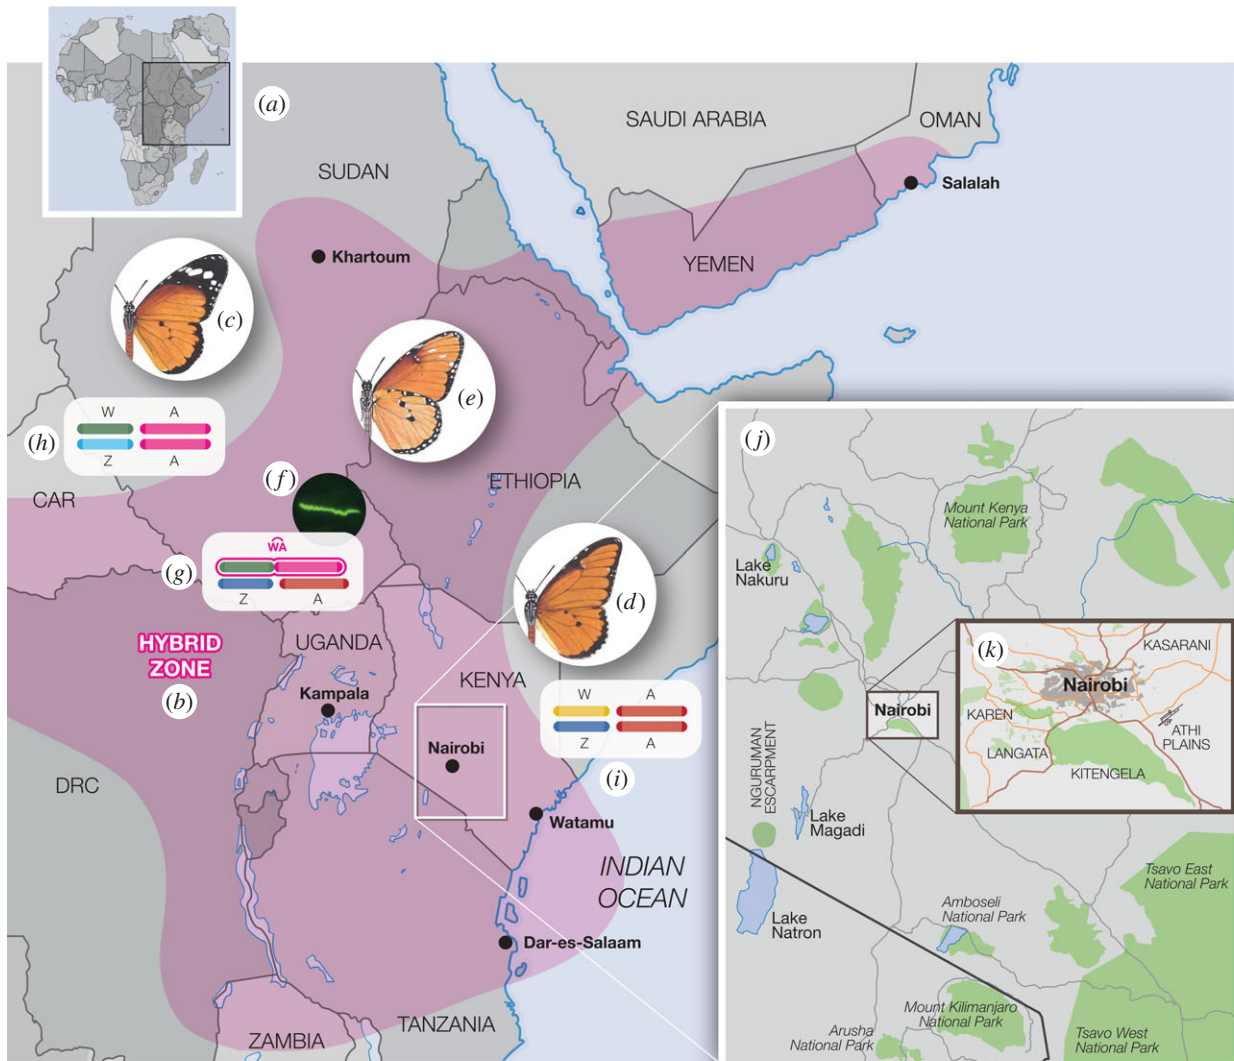 (a)
SAUDI ARABIA
OMAN
SUDAN
Salalah
Khartoum
YEMEN
(c)
(e)
W A
(h)
Z A
(f)
ETHIOPIA
CAR
WA
(g)
Z A
(d)
HYBRID
ZONE
(b)
UGANDA
Kampala
KENYA
W A
Z A
(i)
Nairobi
DRC
Watamu
INDIAN
OCEAN
Dar-es-Salaam
TANZANIA
ZAMBIA
(j)
Mount Kenya
National Park
Lake
Nakuru
(k)
KASARANI
Nairobi
Nairobi
KAREN
ATHI
PLAINS
LANGATA
KITENGELA
NGURUMAN
ESCARPMENT
Lake
Magadi
Tsavo East
National Park
Amboseli
National Park
Lake
Natron
Mount Kilimanjaro
National Park
Arusha
National Park
Tsavo West
National Park